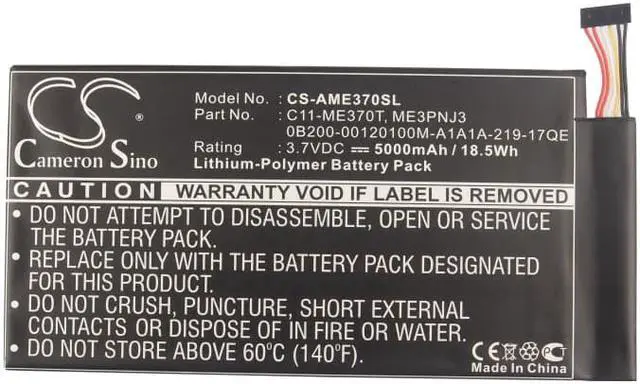 CS
Cameron Sino
Model No. : CS-AME370SL
Part No. : C11-ME370T, ME3PNJ3
0B200-00120100M-A1A1A-219-17QE
Rating : 3.7VDC ⎓ 5000mAh / 18.5Wh
Lithium-Polymer Battery Pack
CAUTION: WARRANTY VOID IF LABEL IS REMOVED
• DO NOT ATTEMPT TO DISASSEMBLE, OPEN OR SERVICE
THE BATTERY PACK.
• REPLACE ONLY WITH THE BATTERY PACK DESIGNATED
FOR THIS PRODUCT.
• DO NOT CRUSH, PUNCTURE, SHORT EXTERNAL
CONTACTS OR DISPOSE OF IN FIRE OR WATER.
• DO NOT STORE ABOVE 60°C (140°F).
CE
Made in China